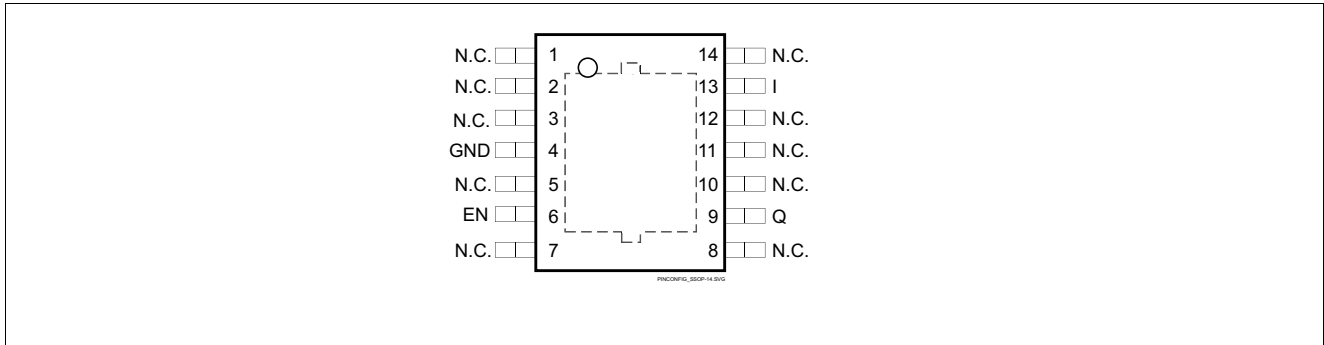 N.C. 1 14 N.C.
N.C. 2 13 I
N.C. 3 12 N.C.
GND 4 11 N.C.
N.C. 5 10 N.C.
EN 6 9 Q
N.C. 7 8 N.C.
PINCONFIG_SSOP-14.SVG